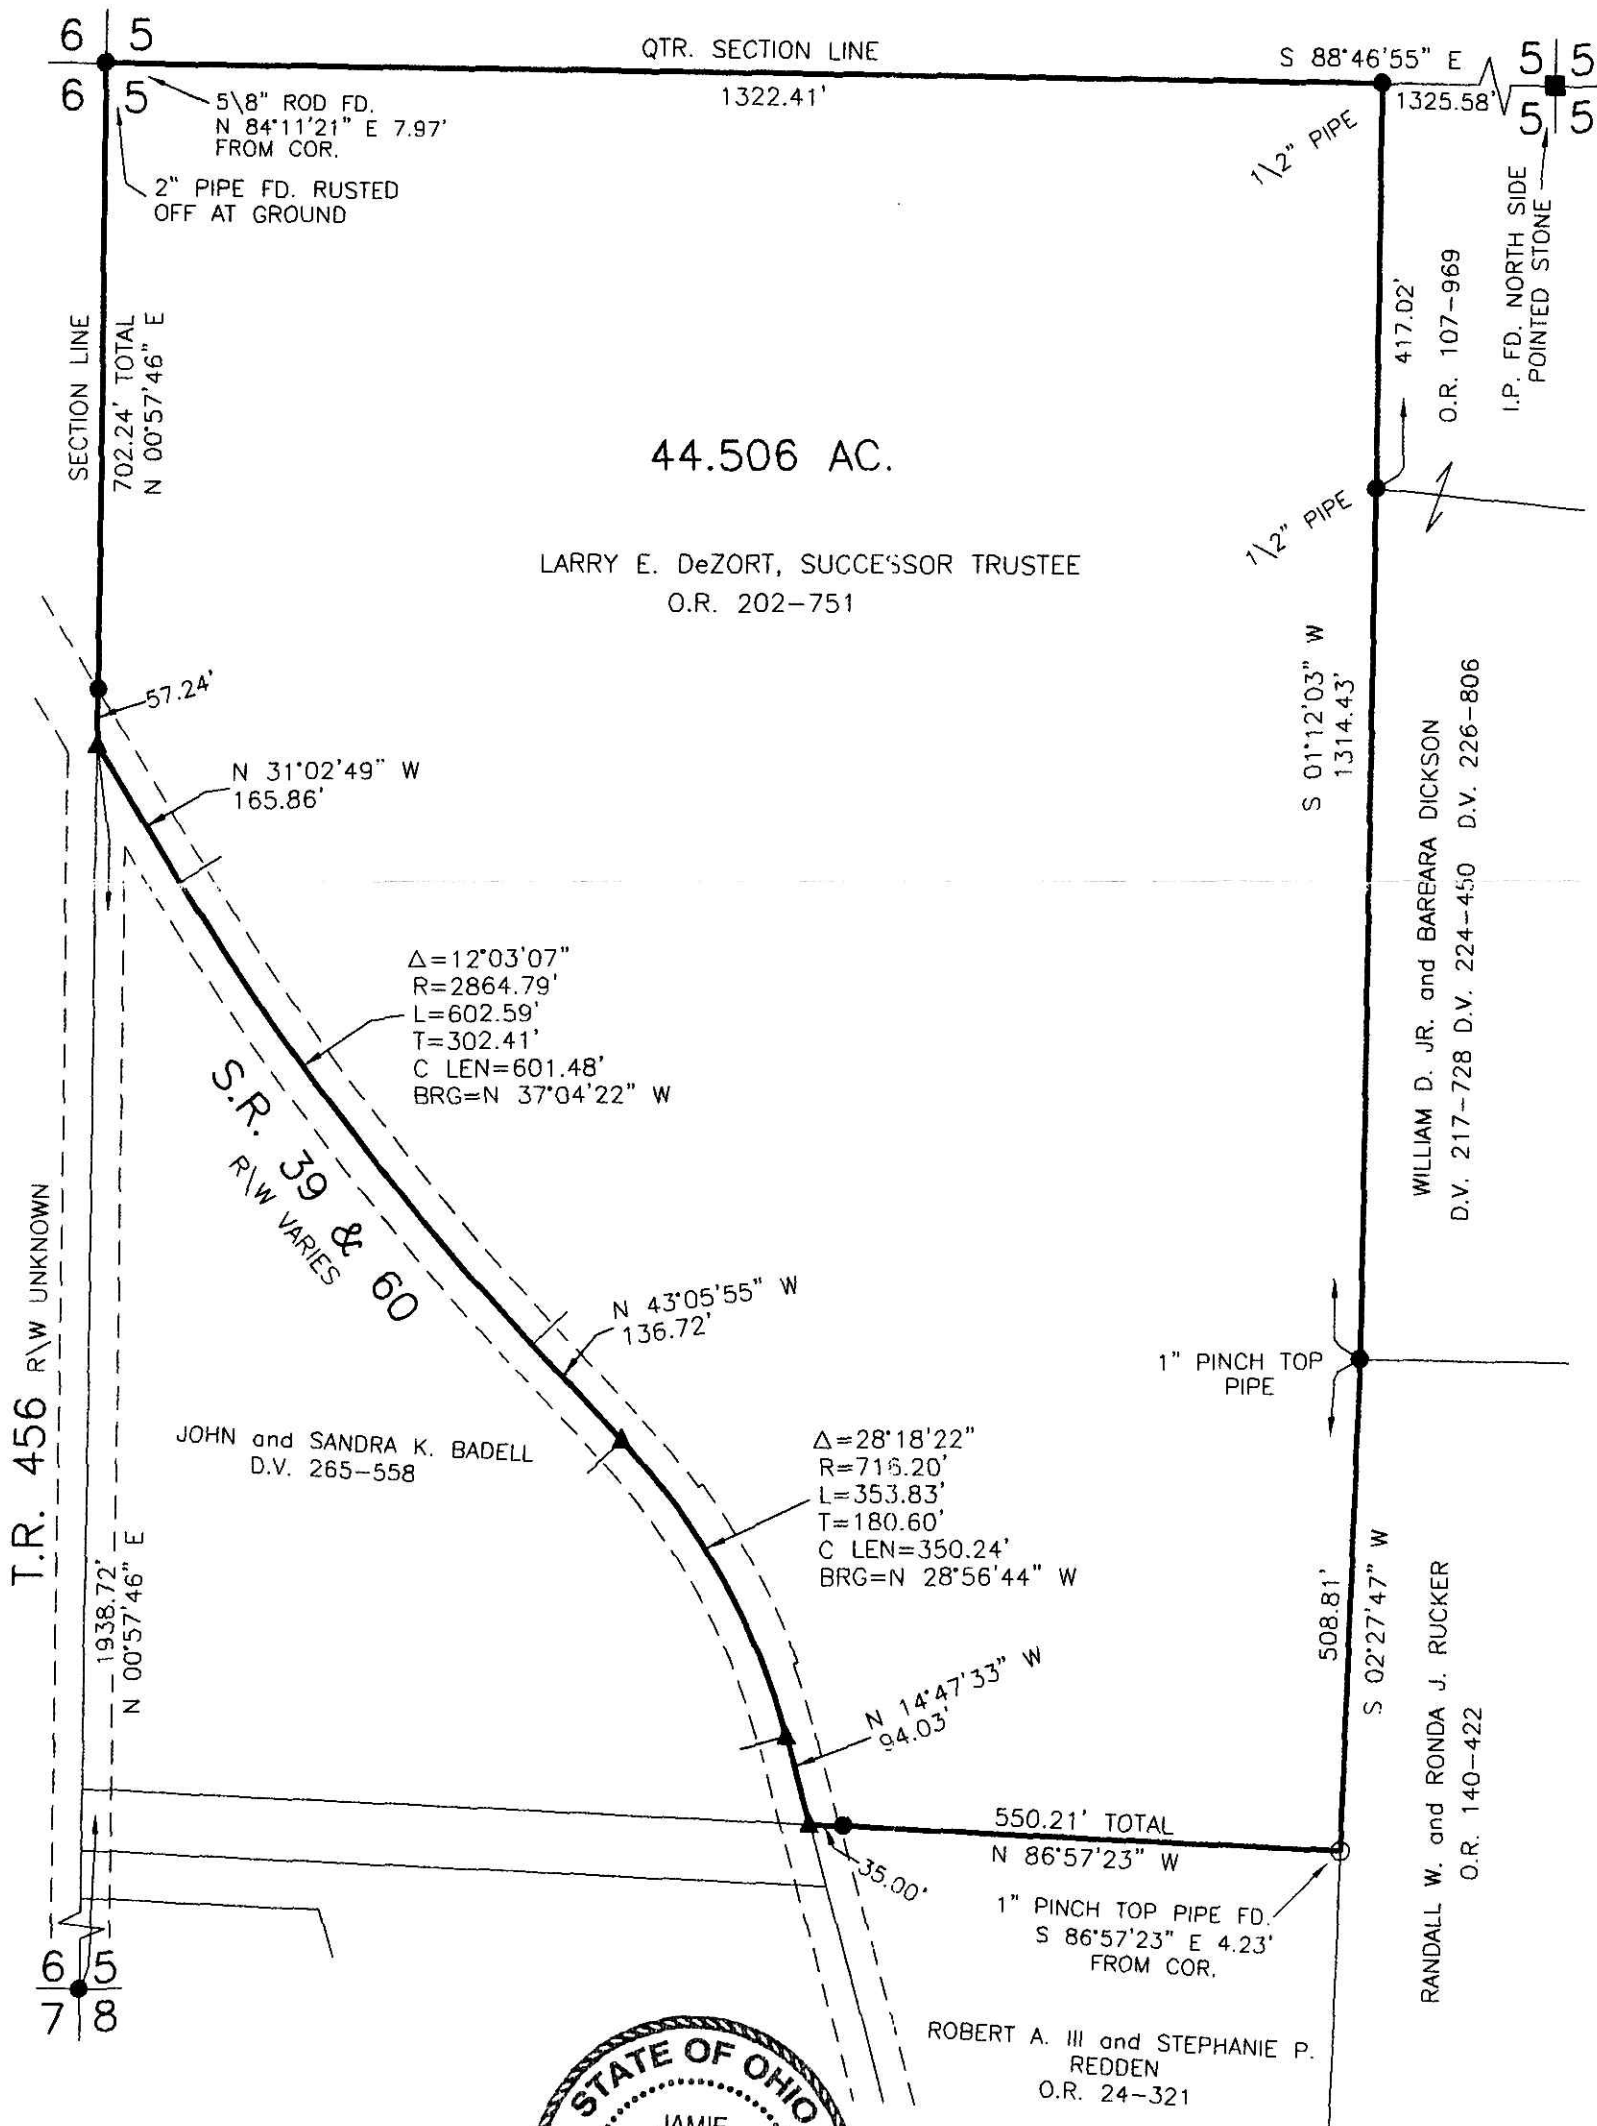 6 5
6 5
QTR. SECTION LINE
1322.41'
S 88°46'55" E
1325.58'
5 5
5 5
5\8" ROD FD.
N 84°11'21" E 7.97'
FROM COR.
2" PIPE FD. RUSTED
OFF AT GROUND
1\2" PIPE
I.P. FD. NORTH SIDE
POINTED STONE
SECTION LINE
702.24' TOTAL
N 00°57'46" E
417.02'
O.R. 107-969
44.506 AC.
1\2" PIPE
LARRY E. DeZORT, SUCCESSOR TRUSTEE
O.R. 202-751
57.24'
N 31°02'49" W
165.86'
S 01°12'03" W
1314.43'
WILLIAM D. JR. and BARBARA DICKSON
D.V. 217-728 D.V. 224-450 D.V. 226-806
Δ=12°03'07"
R=2864.79'
L=602.59'
T=302.41'
C LEN=601.48'
BRG=N 37°04'22" W
S.R. 39 & 60
R\W VARIES
T.R. 456 R\W UNKNOWN
N 43°05'55" W
136.72'
1" PINCH TOP
PIPE
JOHN and SANDRA K. BADELL
D.V. 265-558
Δ=28°18'22"
R=716.20'
L=353.83'
T=180.60'
C LEN=350.24'
BRG=N 28°56'44" W
1938.72'
N 00°57'46" E
508.81'
S 02°27'47" W
RANDALL W. and RONDA J. RUCKER
O.R. 140-422
N 14°47'33" W
94.03'
550.21' TOTAL
N 86°57'23" W
35.00'
1" PINCH TOP PIPE FD.
S 86°57'23" E 4.23'
FROM COR.
6 5
7 8
ROBERT A. III and STEPHANIE P.
REDDEN
O.R. 24-321
STATE OF OHIO
JAMIE